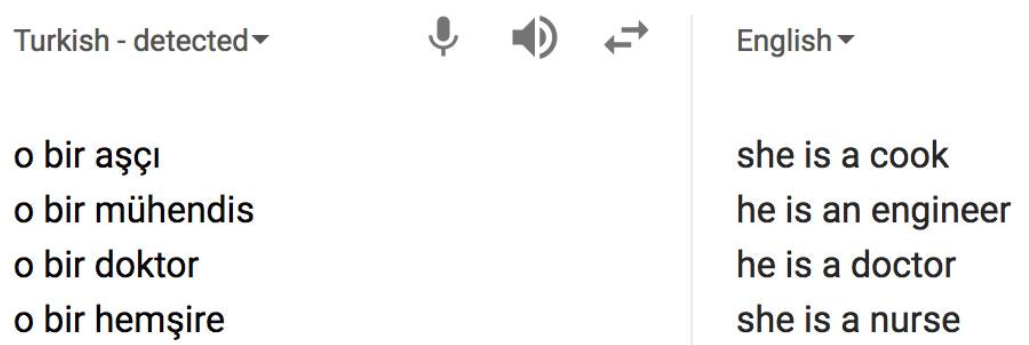 Turkish - detected English
o bir aşçı she is a cook
o bir mühendis he is an engineer
o bir doktor he is a doctor
o bir hemşire she is a nurse